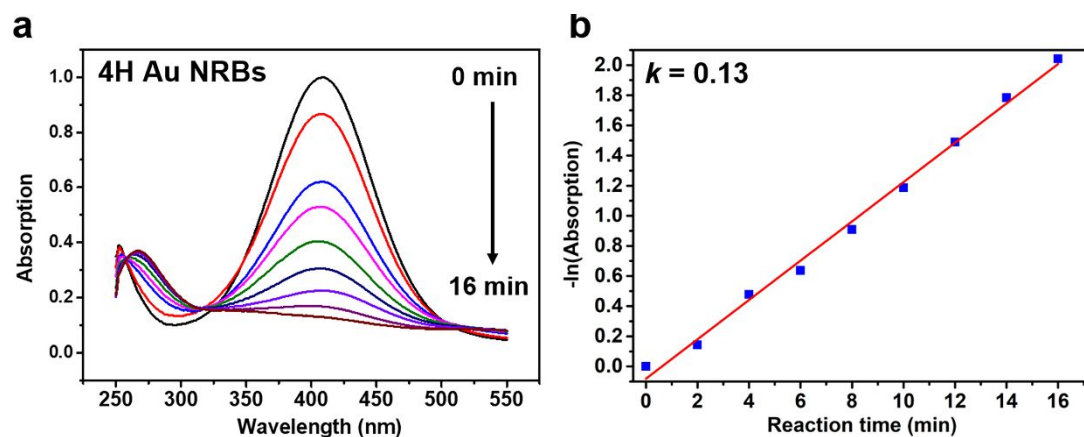 a
4H Au NRBs
0 min
16 min
Absorption
1.0
0.8
0.6
0.4
0.2
0.0
250 300 350 400 450 500 550
Wavelength (nm)
b
k = 0.13
-ln(Absorption)
2.0
1.8
1.6
1.4
1.2
1.0
0.8
0.6
0.4
0.2
0.0
0 2 4 6 8 10 12 14 16
Reaction time (min)